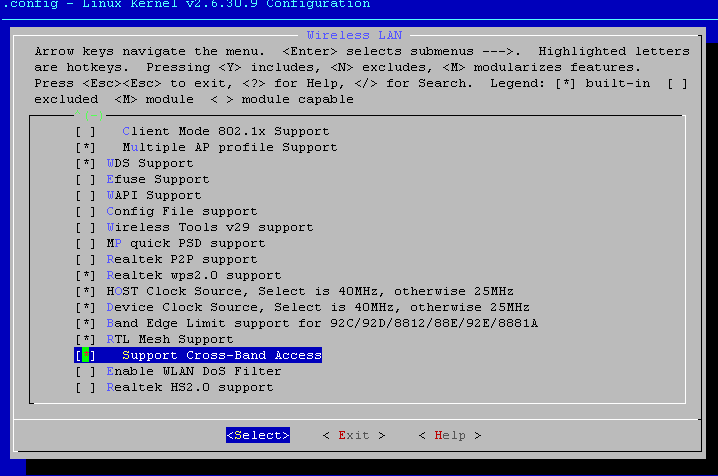 .config - Linux Kernel v2.6.30.9 Configuration
Wireless LAN
Arrow keys navigate the menu.  <Enter> selects submenus --->.  Highlighted letters
are hotkeys.  Pressing <Y> includes, <N> excludes, <M> modularizes features.
Press <Esc><Esc> to exit, <?> for Help, </> for Search.  Legend: [*] built-in  [ ]
excluded  <M> module  < > module capable
[ ]   Client Mode 802.1x Support
[*]   Multiple AP profile Support
[*] WDS Support
[ ] Efuse Support
[ ] WAPI Support
[ ] Config File support
[ ] Wireless Tools v29 support
[ ] MP quick PSD support
[ ] Realtek P2P support
[*] Realtek wps2.0 support
[*] HOST Clock Source, Select is 40MHz, otherwise 25MHz
[*] Device Clock Source, Select is 40MHz, otherwise 25MHz
[*] Band Edge Limit support for 92C/92D/8812/88E/92E/8881A
[*] RTL Mesh Support
[*]   Support Cross-Band Access
[ ] Enable WLAN DoS Filter
[ ] Realtek HS2.0 support
<Select>    < Exit >    < Help >